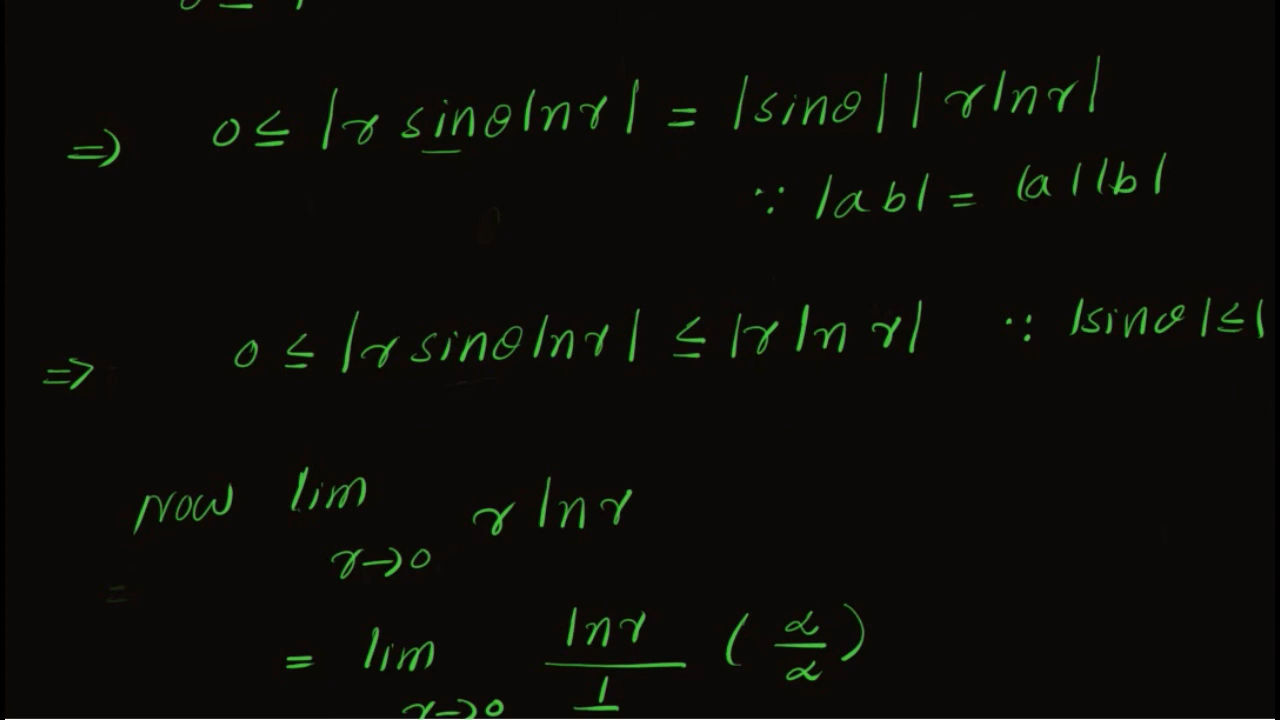 => 0 ≤ |r sinθ ln r| = |sinθ| |r ln r|
∵ |ab| = |a||b|
=> 0 ≤ |r sinθ ln r| ≤ |r ln r| ∵ |sinθ| ≤ 1
Now lim r→0 r ln r
= lim r→0 ln r / 1 (α/α)